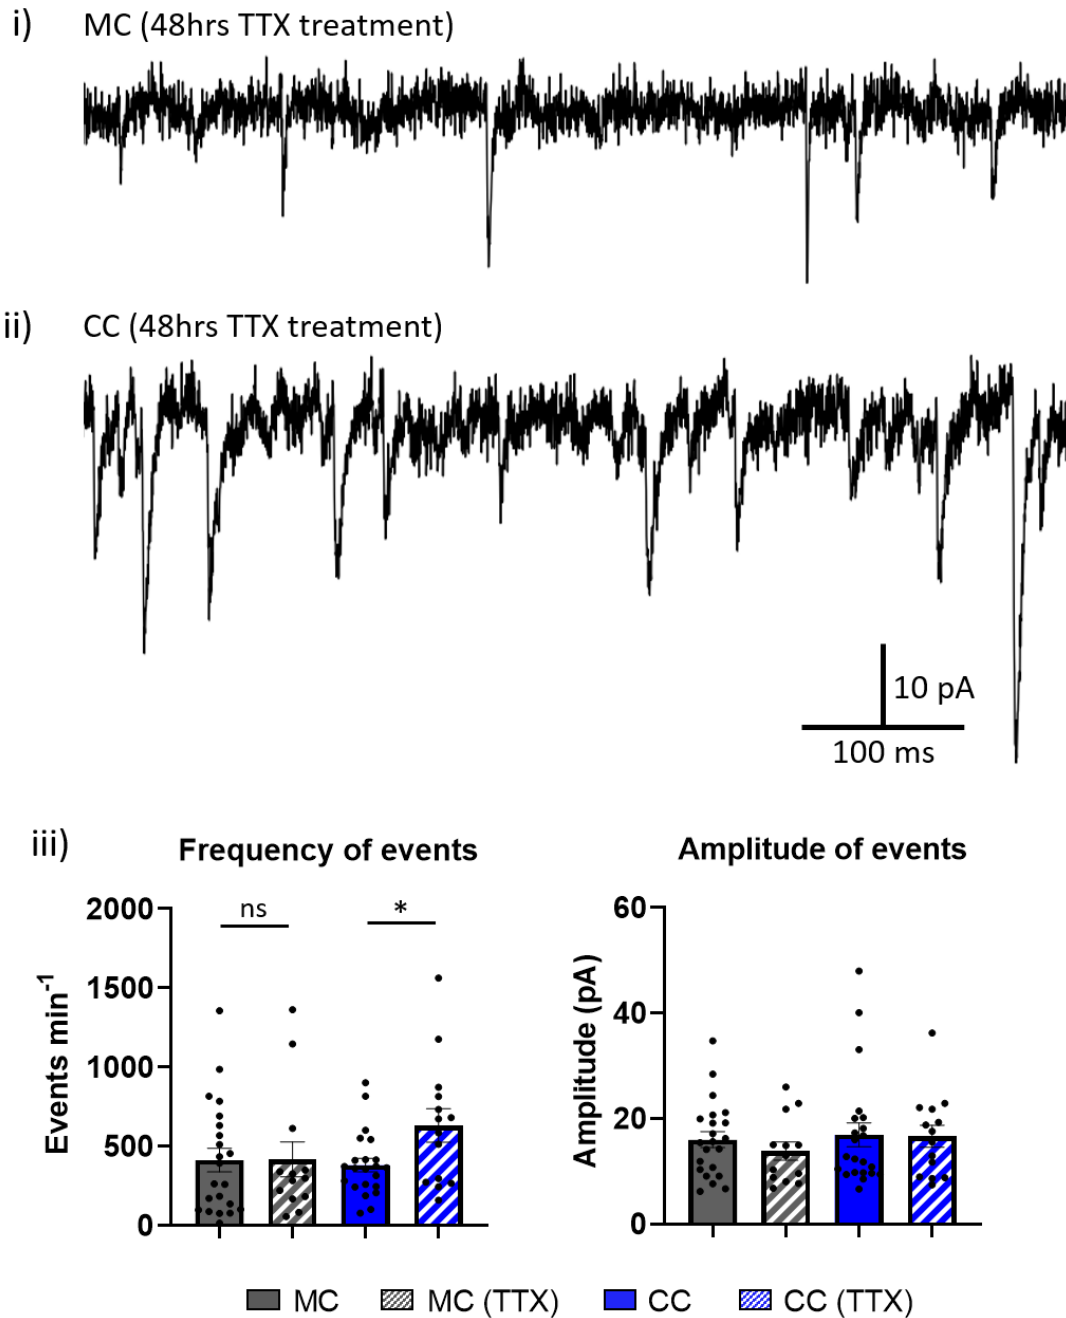 i) MC (48hrs TTX treatment)
ii) CC (48hrs TTX treatment)
10 pA
100 ms
iii)
Frequency of events
Amplitude of events
2000
1500
1000
500
0
Events min-1
ns
*
60
40
20
0
Amplitude (pA)
MC MC (TTX) CC CC (TTX)